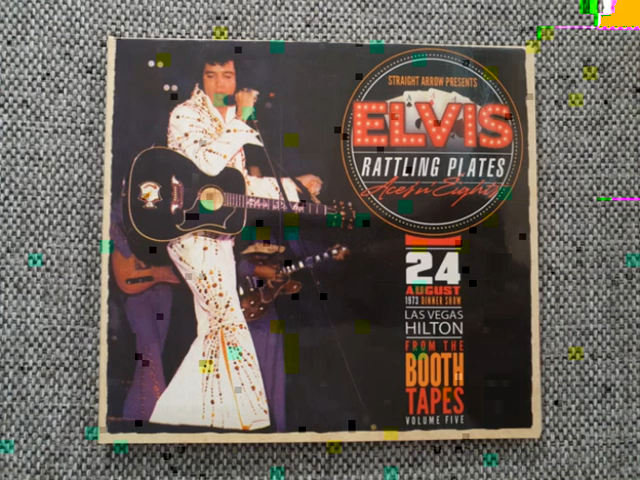 STRAIGHT ARROW PRESENTS
ELVIS
RATTLING PLATES
Aces n' Eights
24
AUGUST
1973 DINNER SHOW
LAS VEGAS
HILTON
FROM THE
BOOTH
TAPES
VOLUME FIVE